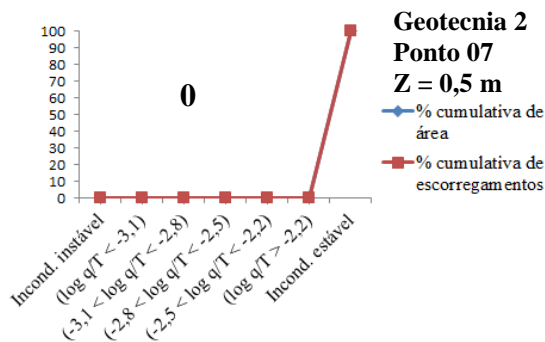 Geotecnia 2
Ponto 07
Z = 0,5 m
100
90
80
70
60
50
40
30
20
10
0
0
% cumulativa de
área
% cumulativa de
escorregamentos
Incond. instável
(log q/T < -3,1)
(-3,1 < log q/T < -2,8)
(-2,8 < log q/T < -2,5)
(-2,5 < log q/T < -2,2)
(log q/T > -2,2)
Incond. estável